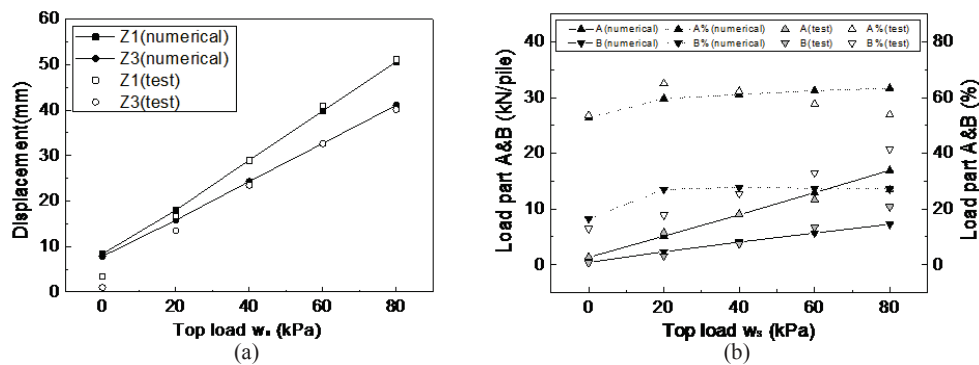 (a)
60
50
40
30
20
10
0
Displacement(mm)
Z1(numerical)
Z3(numerical)
Z1(test)
Z3(test)
0 20 40 60 80
Top load wₛ (kPa)
(a)
(b)
A(numerical) A%(numerical) A(test) A%(test)
B(numerical) B%(numerical) B(test) B%(test)
40
30
20
10
0
Load part A&B (kN/pile)
80
60
40
20
0
Load part A&B (%)
0 20 40 60 80
Top load wₛ (kPa)
(b)